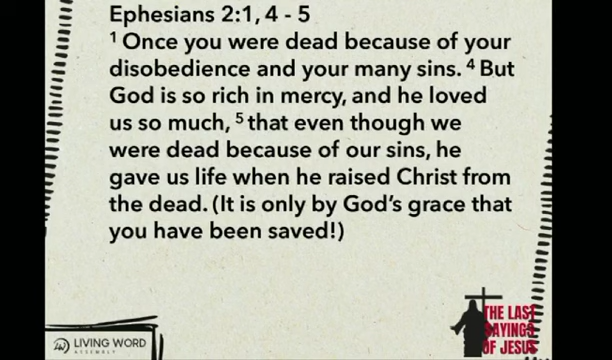 Ephesians 2:1, 4 - 5
1 Once you were dead because of your
disobedience and your many sins. 4 But
God is so rich in mercy, and he loved
us so much, 5 that even though we
were dead because of our sins, he
gave us life when he raised Christ from
the dead. (It is only by God's grace that
you have been saved!)
THE LAST
SAYINGS
OF JESUS
LIVING WORD
ASSEMBLY